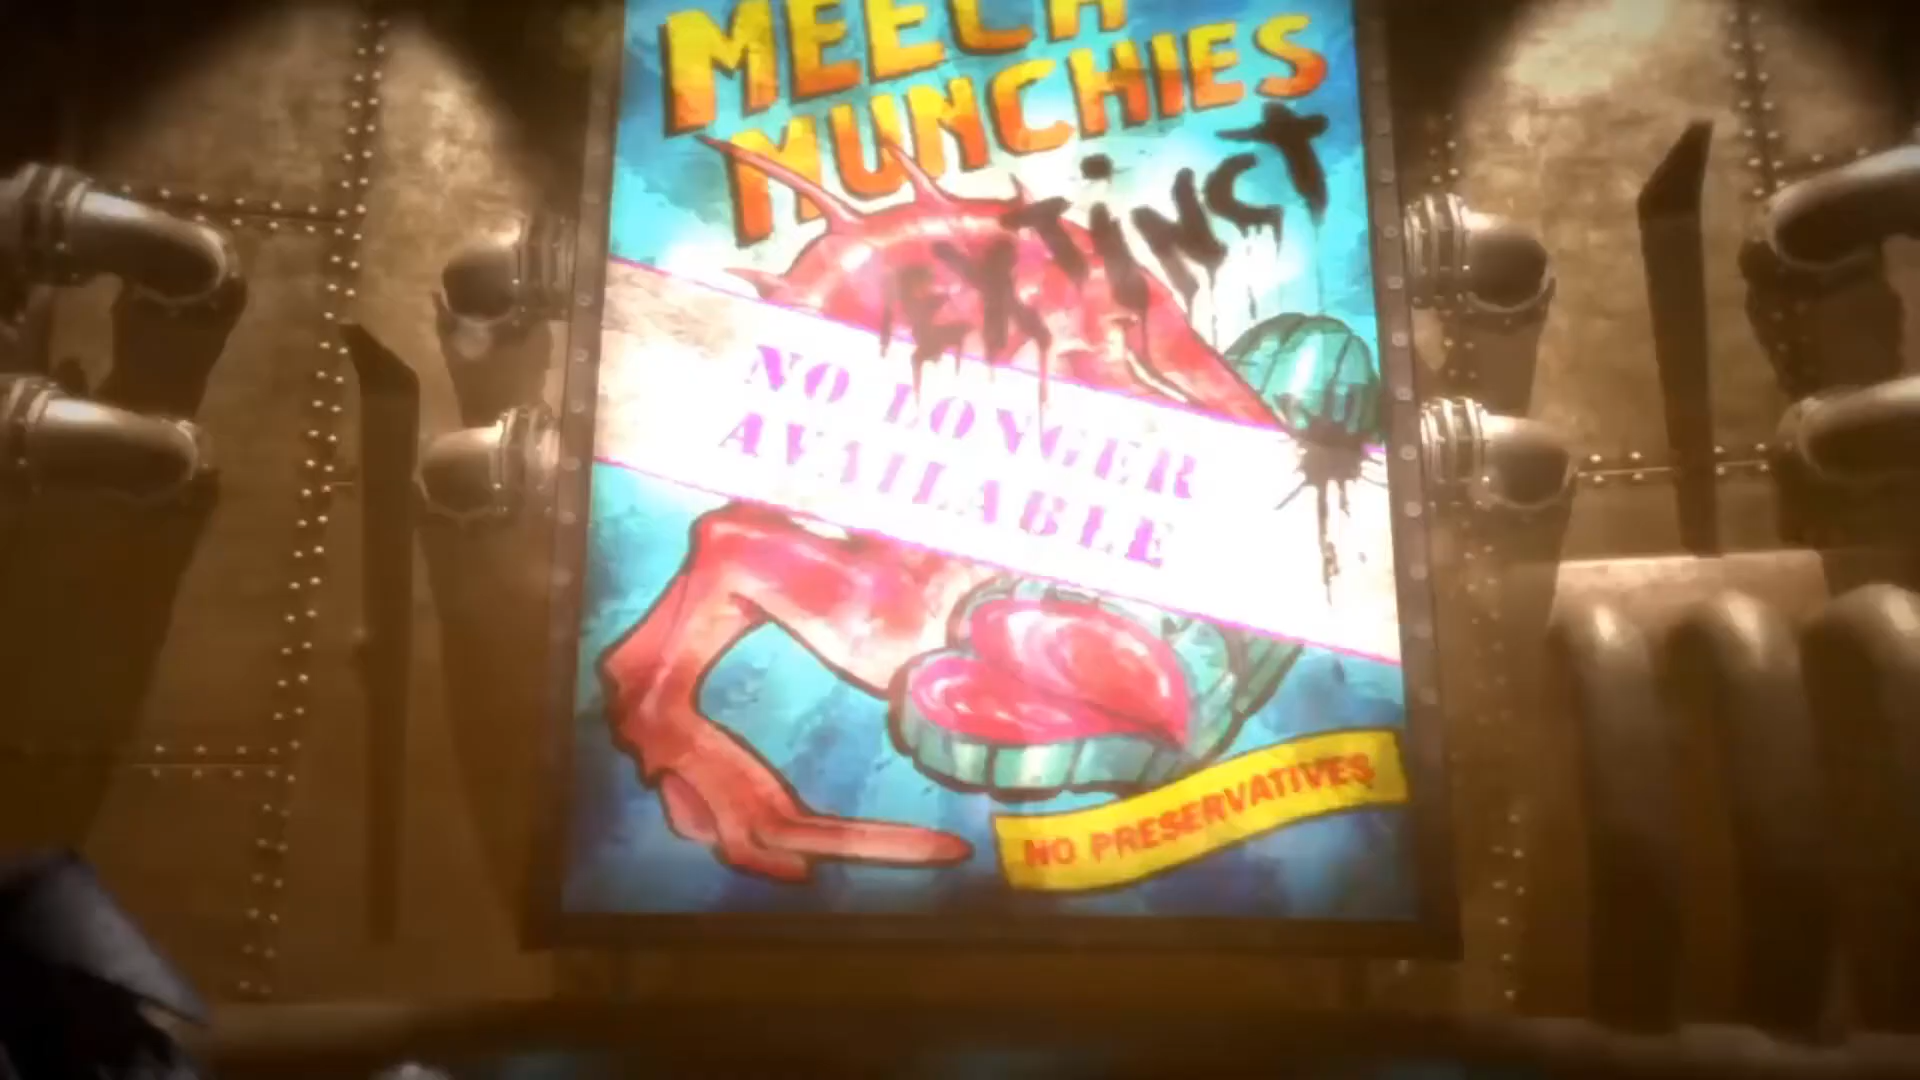 MEECH
MUNCHIES
EXTINCT
NO LONGER
AVAILABLE
NO PRESERVATIVES